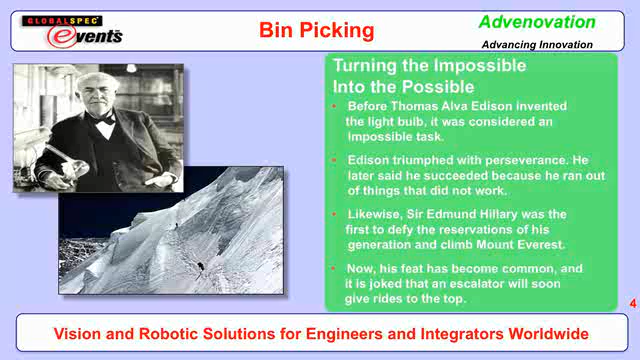 GLOBALSPEC
events
Bin Picking
Advenovation
Advancing Innovation
Turning the Impossible
Into the Possible
• Before Thomas Alva Edison invented
the light bulb, it was considered an
Impossible task.
• Edison triumphed with perseverance. He
later said he succeeded because he ran out
of things that did not work.
• Likewise, Sir Edmund Hillary was the
first to defy the reservations of his
generation and climb Mount Everest.
• Now, his feat has become common, and
it is joked that an escalator will soon
give rides to the top.
4
Vision and Robotic Solutions for Engineers and Integrators Worldwide